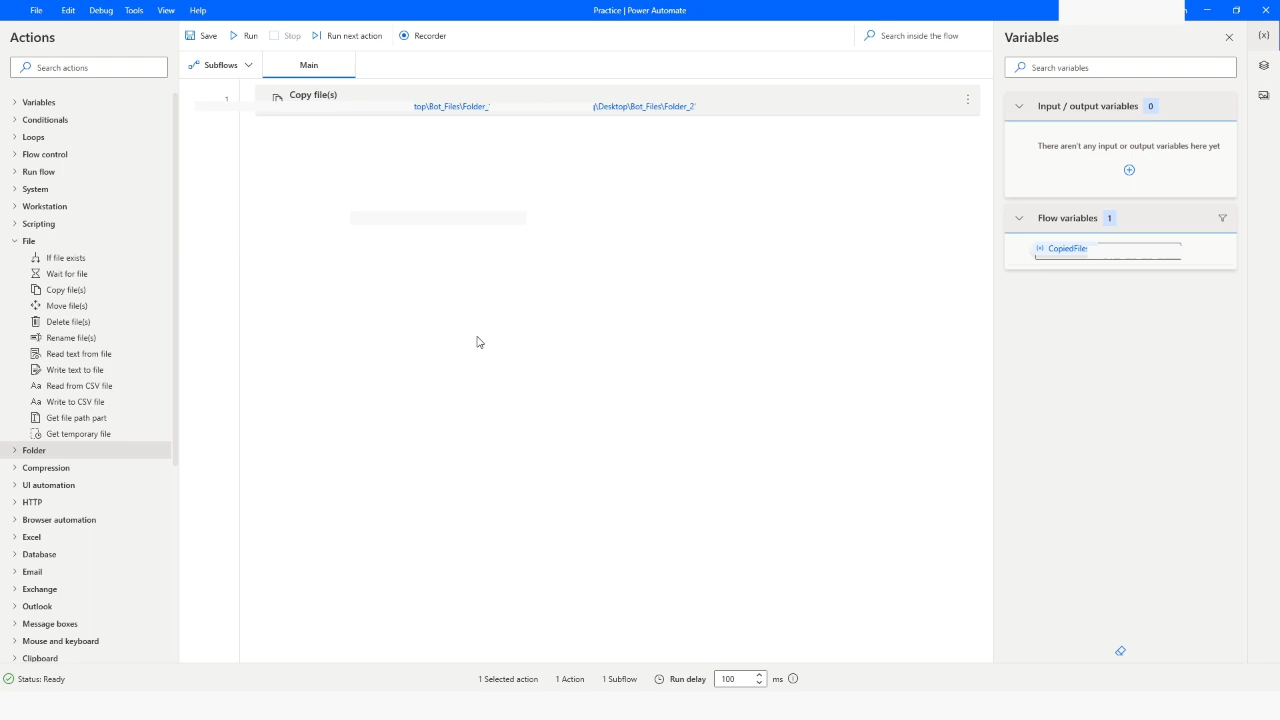 File Edit Debug Tools View Help Practice | Power Automate
Actions
Search actions
Variables
Conditionals
Loops
Flow control
Run flow
System
Workstation
Scripting
File
If file exists
Wait for file
Copy file(s)
Move file(s)
Delete file(s)
Rename file(s)
Read text from file
Write text to file
Read from CSV file
Write to CSV file
Get file path part
Get temporary file
Folder
Compression
UI automation
HTTP
Browser automation
Excel
Database
Email
Exchange
Outlook
Message boxes
Mouse and keyboard
Clipboard
Save Run Stop Run next action Recorder Search inside the flow
Subflows Main
1 Copy file(s)
top\Bot_Files\Folder_ \Desktop\Bot_Files\Folder_2'
Variables
Search variables
Input / output variables 0
There aren't any input or output variables here yet
Flow variables 1
CopiedFile
Status: Ready 1 Selected action 1 Action 1 Subflow Run delay 100 ms